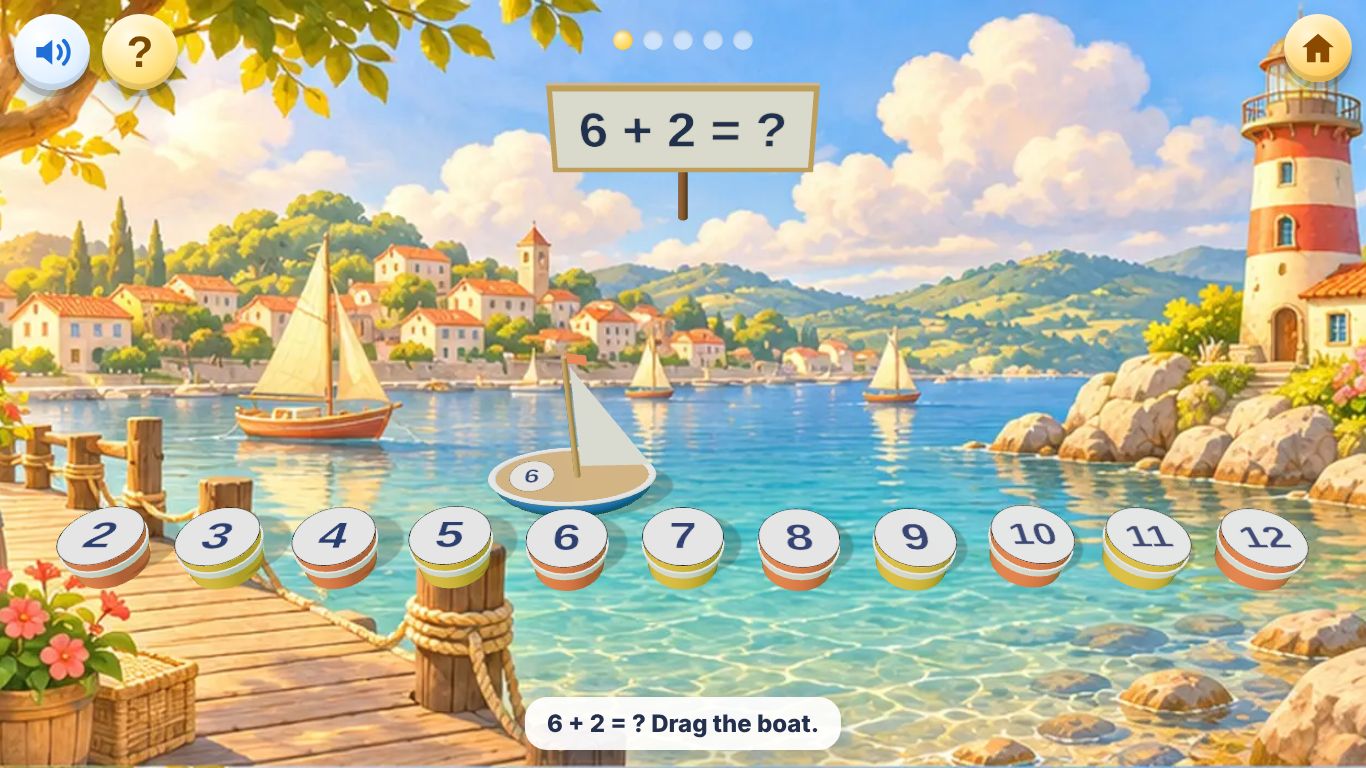 ?
6 + 2 = ?
6
2 3 4 5 6 7 8 9 10 11 12
6 + 2 = ? Drag the boat.